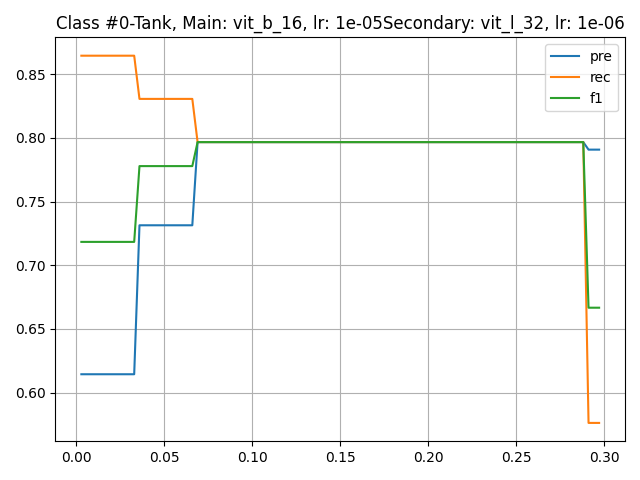 Class #0-Tank, Main: vit_b_16, lr: 1e-05Secondary: vit_l_32, lr: 1e-06
pre
rec
f1
0.85
0.80
0.75
0.70
0.65
0.60
0.00 0.05 0.10 0.15 0.20 0.25 0.30